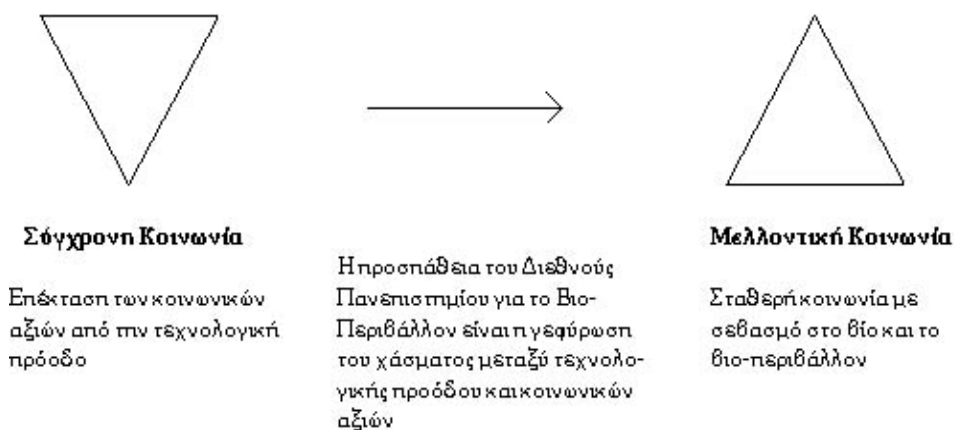 Σύγχρονη Κοινωνία
Επέκταση των κοινωνικών
αξιών από την τεχνολογική
πρόοδο
Η προσπάθεια του Διεθνούς
Πανεπιστημίου για το Βιο-
Περιβάλλον είναι η γεφύρωση
του χάσματος μεταξύ τεχνολο-
γικής προόδου και κοινωνικών
αξιών
Μελλοντική Κοινωνία
Σταθερή κοινωνία με
σεβασμό στο βίο και το
βιο-περιβάλλον